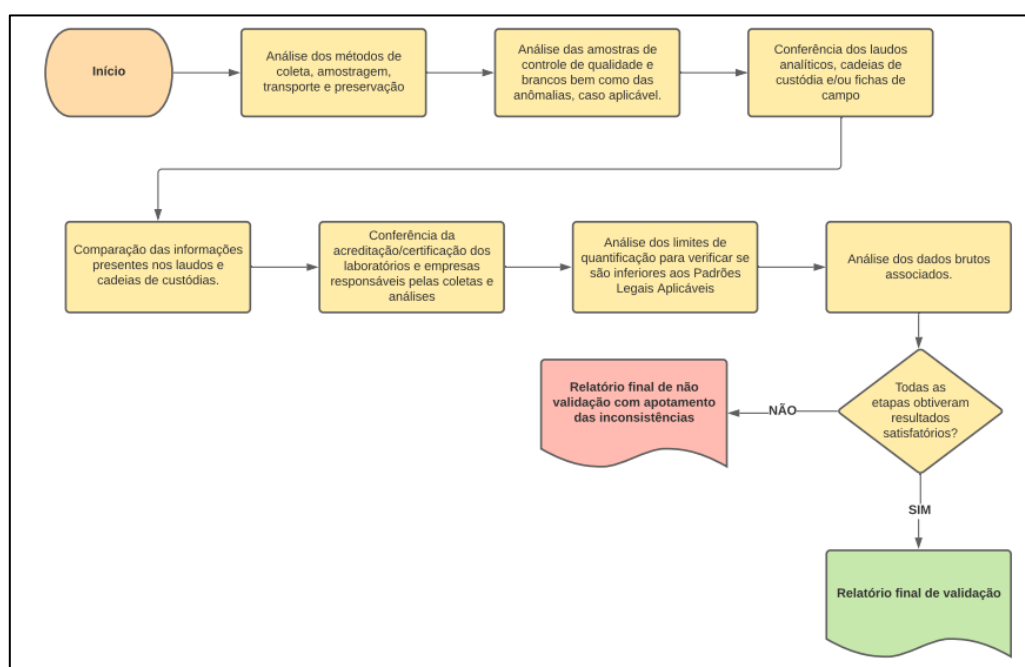 Início
Análise dos métodos de
coleta, amostragem,
transporte e preservação
Análise das amostras de
controle de qualidade e
brancos bem como das
anômalias, caso aplicável.
Conferência dos laudos
analíticos, cadeias de
custódia e/ou fichas de
campo
Comparação das informações
presentes nos laudos e
cadeias de custódias.
Conferência da
acreditação/certificação dos
laboratórios e empresas
responsáveis pelas coletas e
análises
Análise dos limites de
quantificação para verificar se
são inferiores aos Padrões
Legais Aplicáveis
Análise dos dados brutos
associados.
Todas as
etapas obtiveram
resultados
satisfatórios?
NÃO
Relatório final de não
validação com apotamento
das inconsistências
SIM
Relatório final de validação